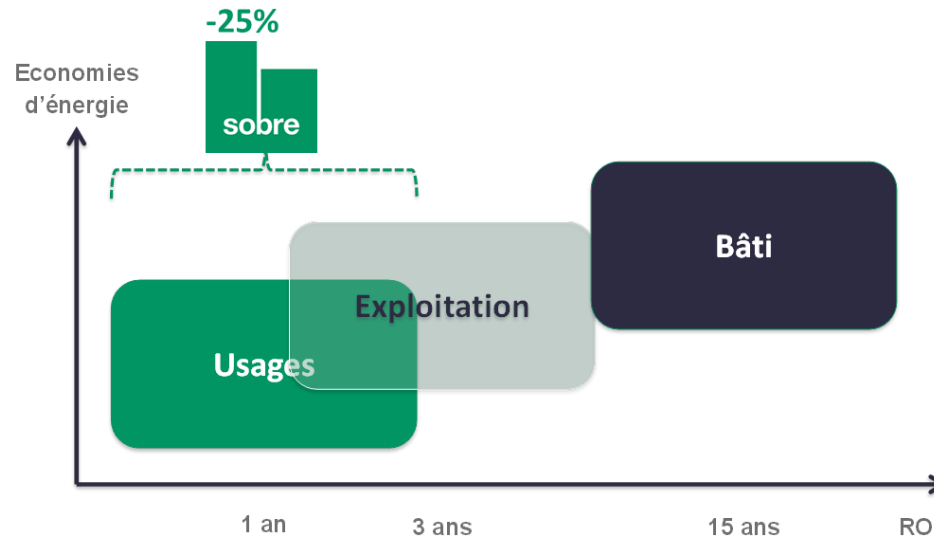 -25%
Economies
d'énergie
sobre
Bâti
Exploitation
Usages
1 an
3 ans
15 ans
RO